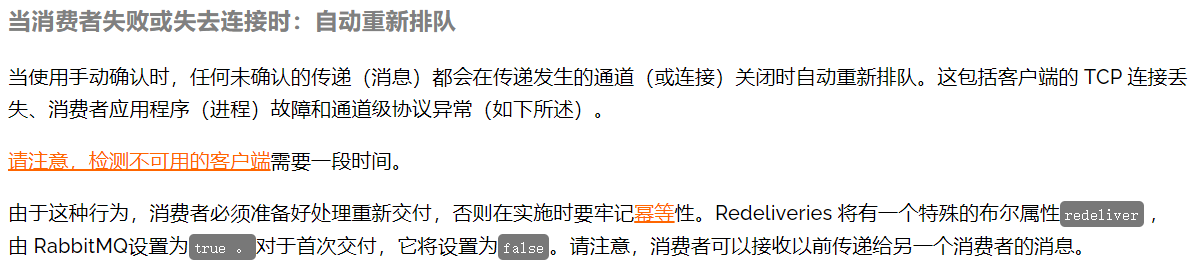 当消费者失败或失去连接时：自动重新排队
当使用手动确认时，任何未确认的传递（消息）都会在传递发生的通道（或连接）关闭时自动重新排队。这包括客户端的 TCP 连接丢
失、消费者应用程序（进程）故障和通道级协议异常（如下所述）。
请注意，检测不可用的客户端需要一段时间。
由于这种行为，消费者必须准备好处理重新交付，否则在实施时要牢记幂等性。Redeliveries 将有一个特殊的布尔属性redeliver ，
由 RabbitMQ设置为true 。对于首次交付，它将设置为false。请注意，消费者可以接收以前传递给另一个消费者的消息。